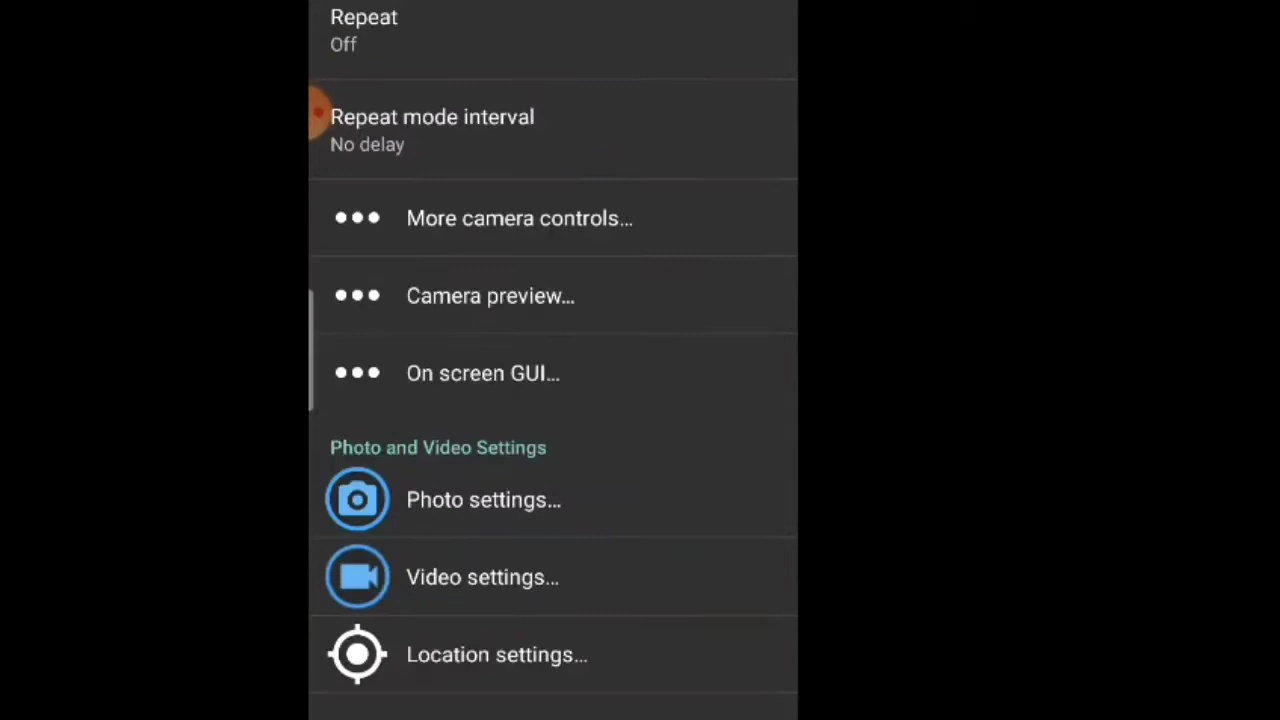 Repeat
Off
Repeat mode interval
No delay
More camera controls...
Camera preview...
On screen GUI...
Photo and Video Settings
Photo settings...
Video settings...
Location settings...